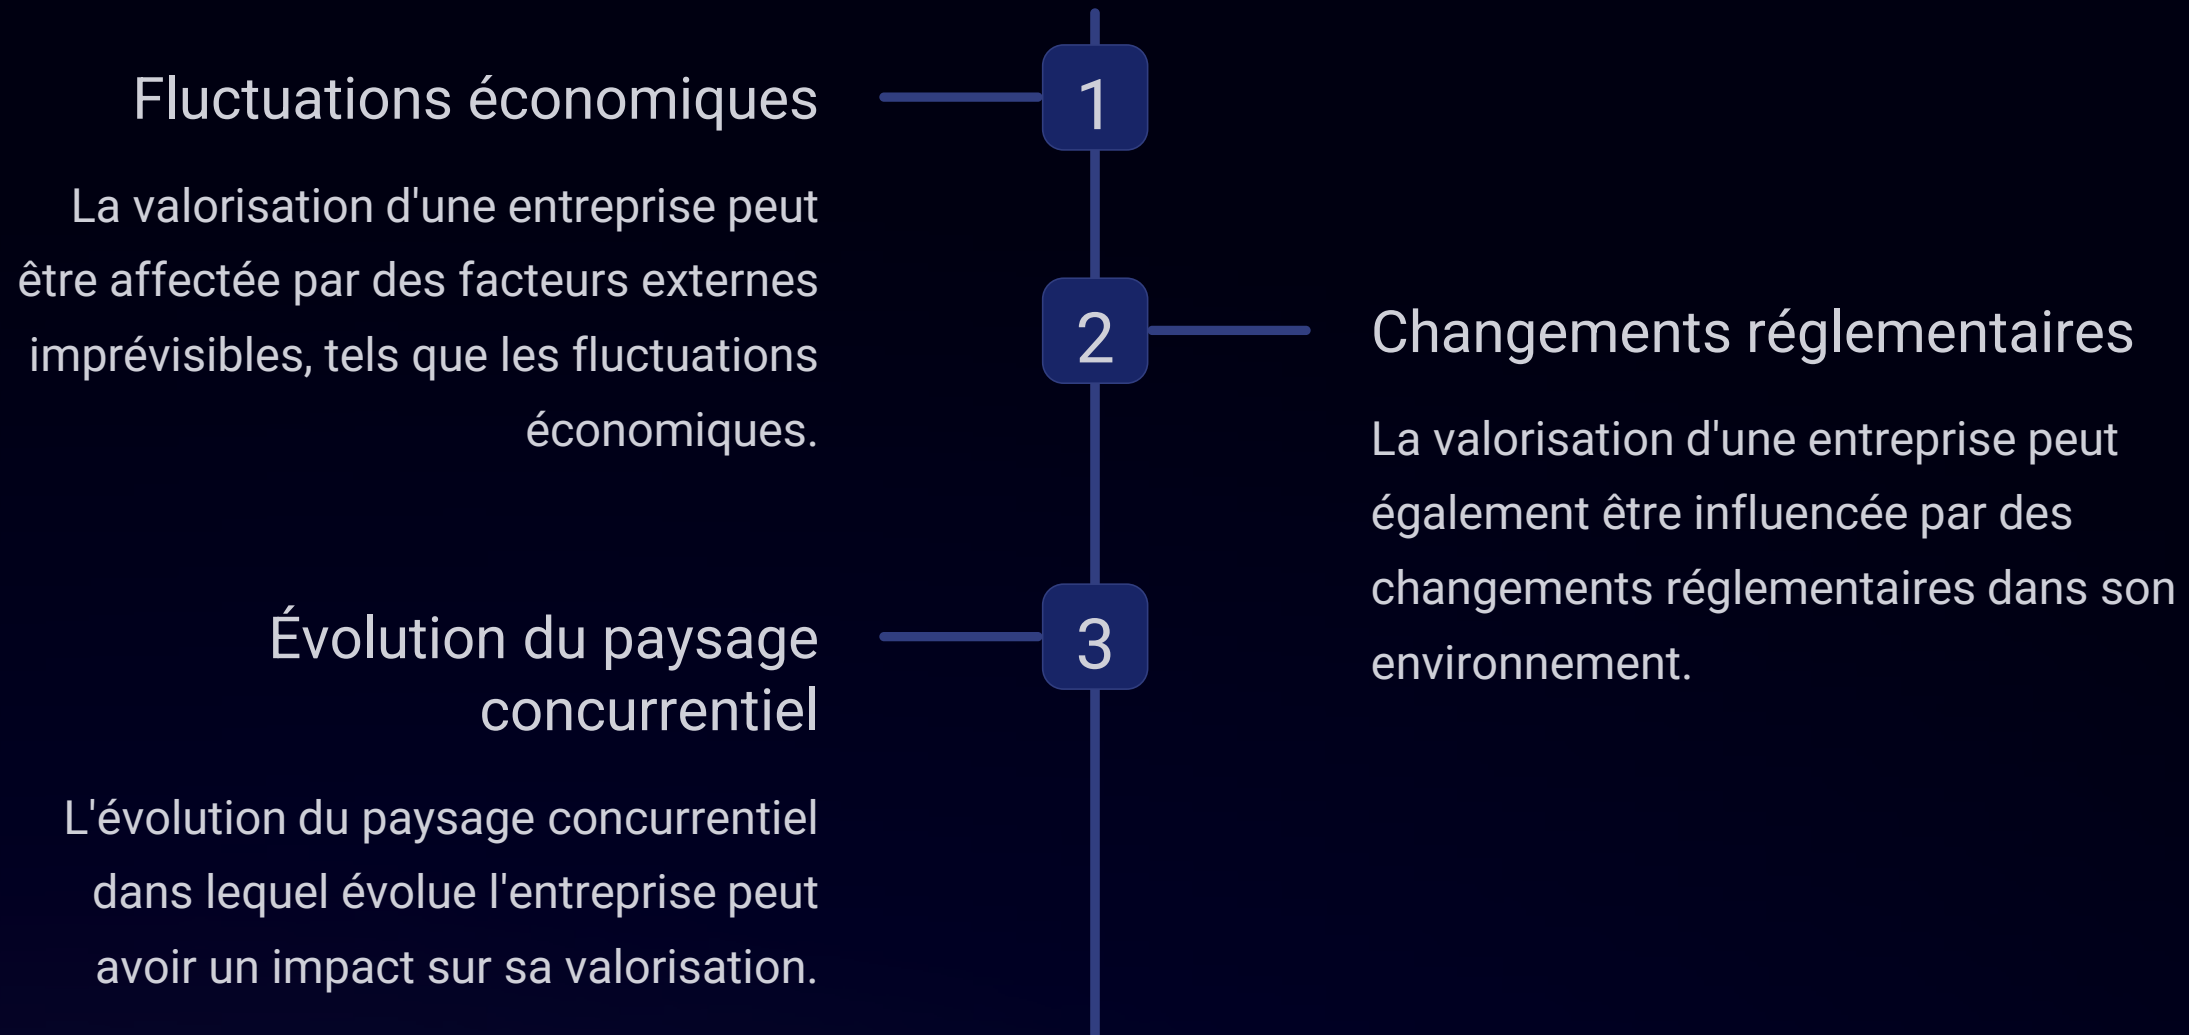 1
Fluctuations économiques
La valorisation d'une entreprise peut
être affectée par des facteurs externes
imprévisibles, tels que les fluctuations
économiques.
2
Changements réglementaires
La valorisation d'une entreprise peut
également être influencée par des
changements réglementaires dans son
environnement.
3
Évolution du paysage
concurrentiel
L'évolution du paysage concurrentiel
dans lequel évolue l'entreprise peut
avoir un impact sur sa valorisation.